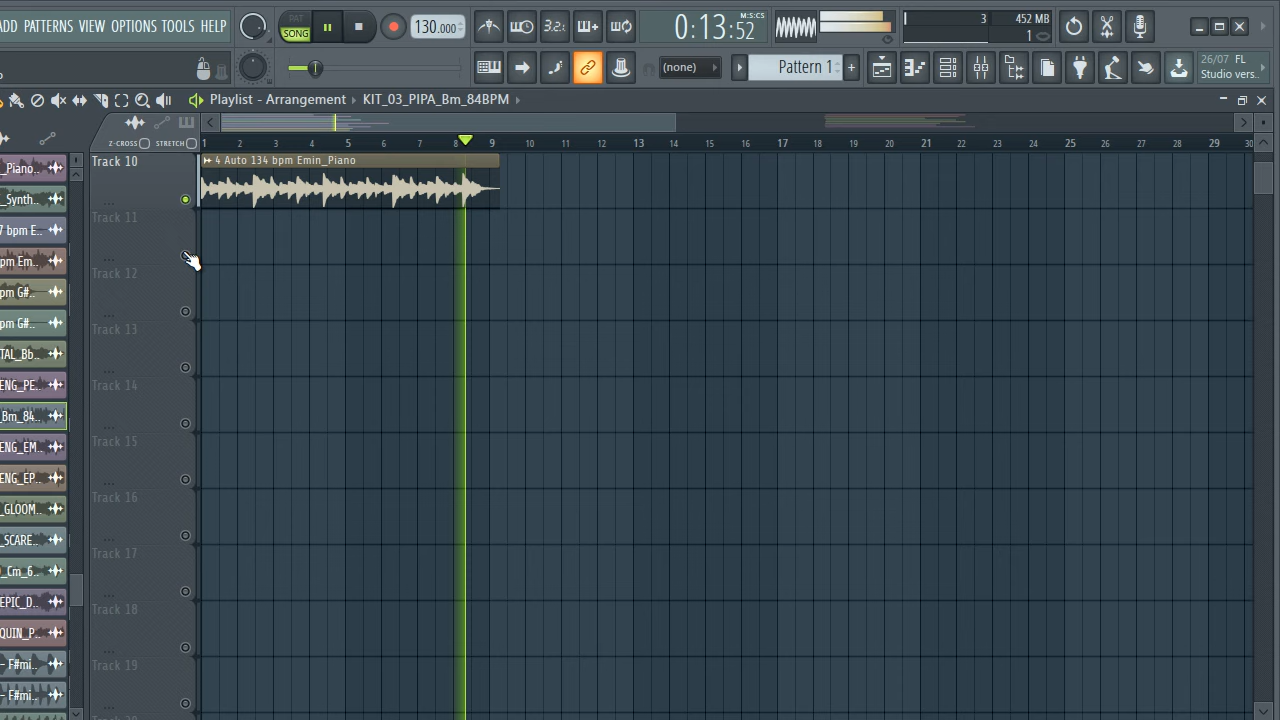 ADD PATTERNS VIEW OPTIONS TOOLS HELP
PAT
SONG
130.000
3.2.:
0:13:52
M:S:CS
3
452 MB
1
(none)
Pattern 1
26/07 FL
Studio vers..
Playlist - Arrangement › KIT_03_PIPA_Bm_84BPM ›
Z-CROSS STRETCH
1 2 3 4 5 6 7 8 9 10 11 12 13 14 15 16 17 18 19 20 21 22 23 24 25 26 27 28 29 30
Track 10
4 Auto 134 bpm Emin_Piano
Track 11
Track 12
Track 13
Track 14
Track 15
Track 16
Track 17
Track 18
Track 19
_Piano..
_Synth..
7 bpm E..
pm Em..
pm G#..
pm G#..
TAL_Bb..
ENG_PE..
_Bm_84..
ENG_EM..
ENG_EP..
_GLOOM..
_SCARE..
_Cm_6..
EPIC_D..
QUIN_P..
- F#mi..
- F#mi..